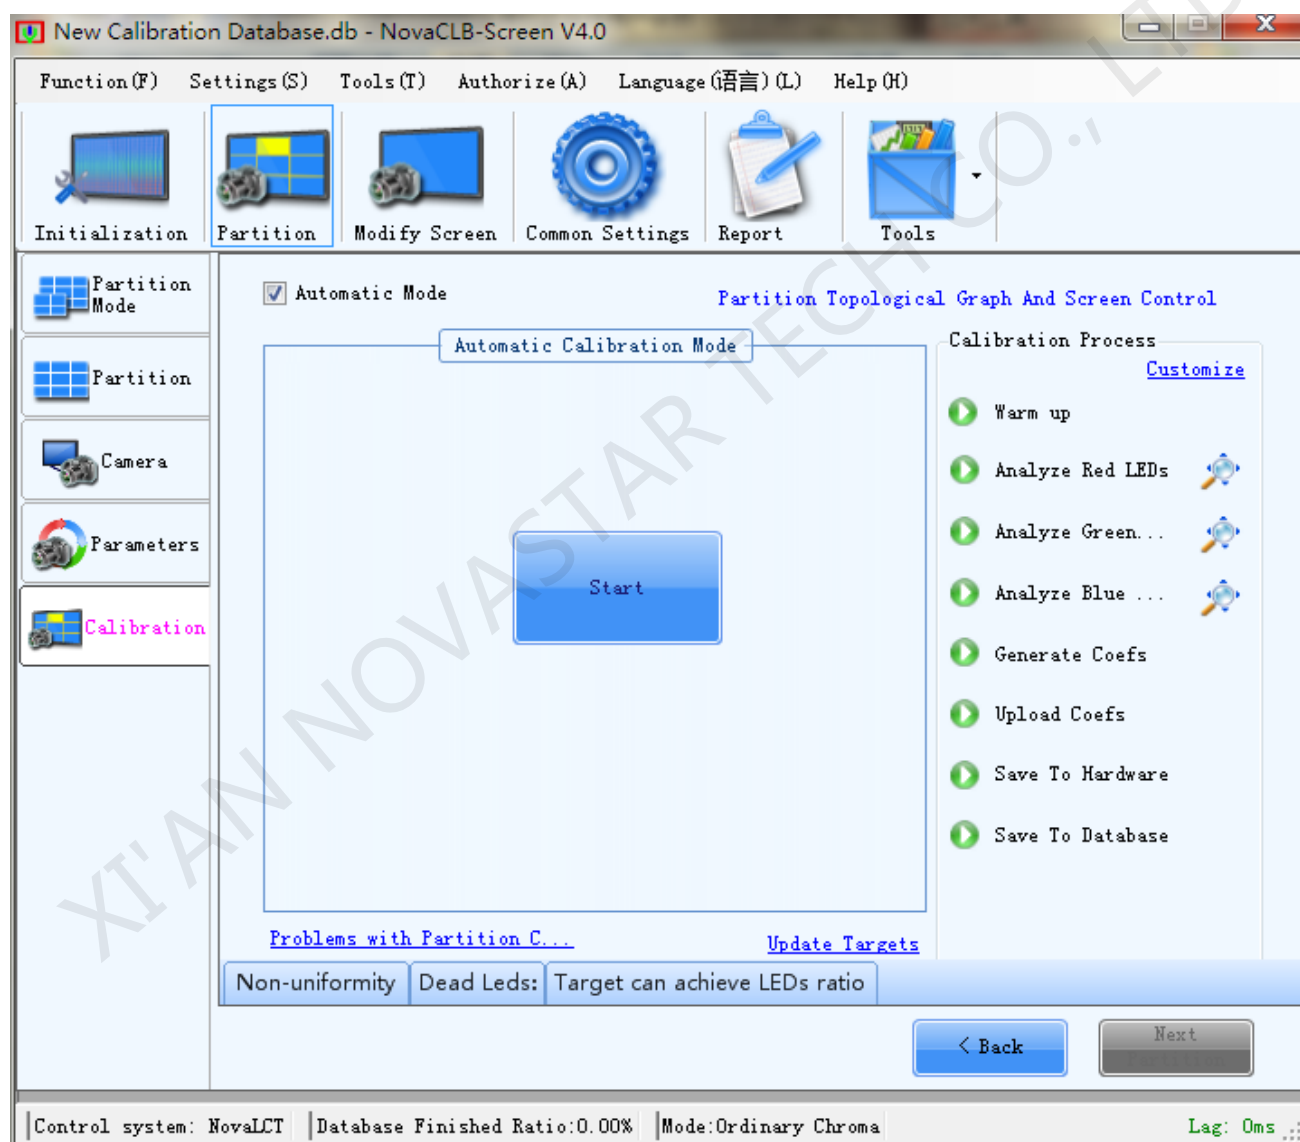 New Calibration Database.db - NovaCLB-Screen V4.0
Function(F) Settings(S) Tools(T) Authorize(A) Language(语言)(L) Help(H)
Initialization Partition Modify Screen Common Settings Report Tools
Partition
Mode
Partition
Camera
Parameters
Calibration
Automatic Mode
Partition Topological Graph And Screen Control
Automatic Calibration Mode
Start
Calibration Process
Customize
Warm up
Analyze Red LEDs
Analyze Green...
Analyze Blue ...
Generate Coefs
Upload Coefs
Save To Hardware
Save To Database
Problems with Partition C...
Update Targets
Non-uniformity Dead Leds: Target can achieve LEDs ratio
< Back
Next
Partition
Control system: NovaLCT Database Finished Ratio:0.00% Mode:Ordinary Chroma Lag: 0ms
XI'AN NOVASTAR TECH CO., LTD